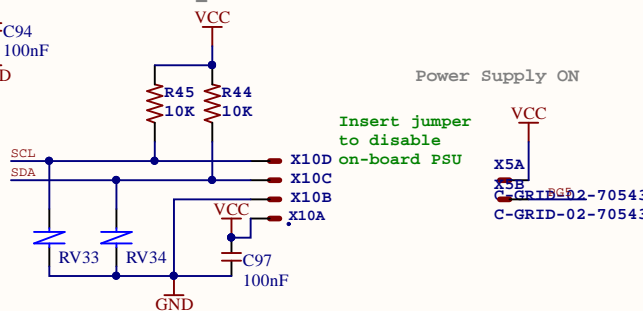 VCC
C94
100nF
D
Power Supply ON
R45
R44
10K
10K
VCC
Insert jumper
to disable
on-board PSU
SCL
X10D
X5A
SDA
X10C
X5B
X10B
C-GRID-02-70543
VCC
X10A
C-GRID-02-70543
RV33
RV34
C97
100nF
GND